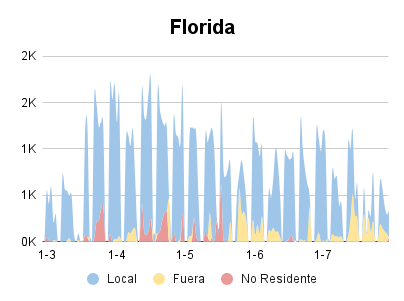 Florida
2K
2K
1K
1K
0K
1-3 1-4 1-5 1-6 1-7
Local Fuera No Residente